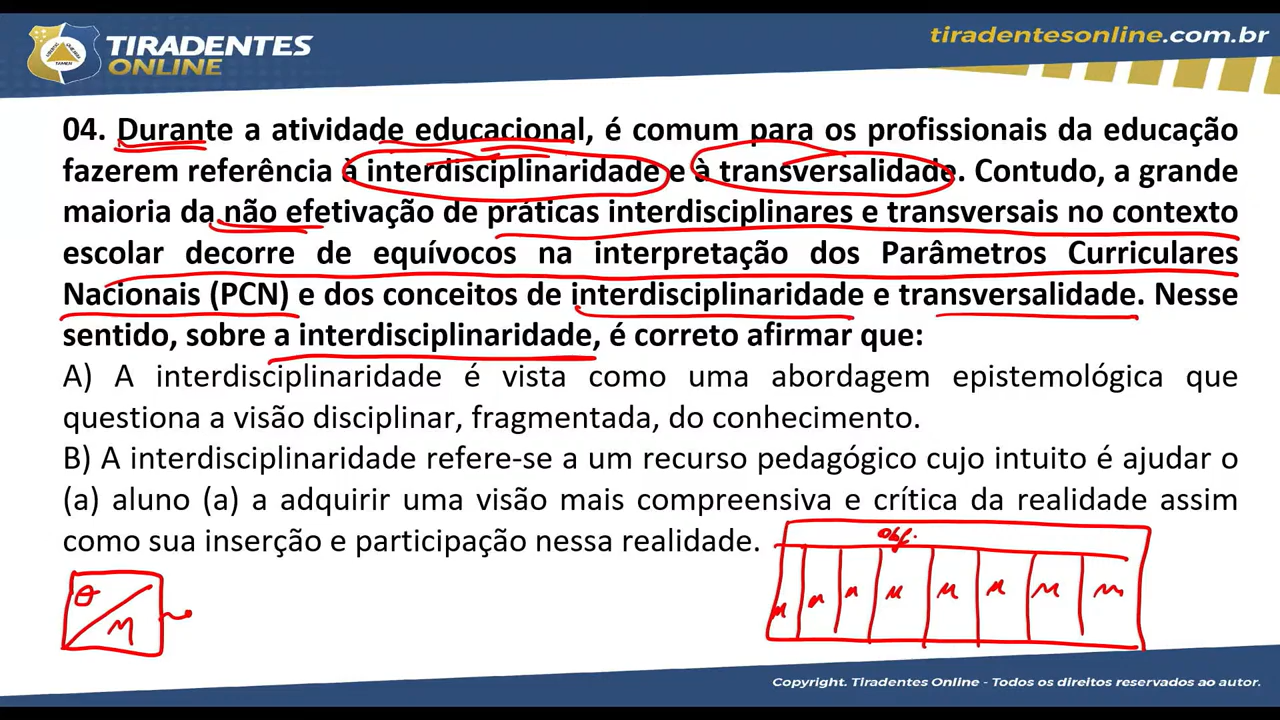 TIRADENTES
ONLINE
tiradentesonline.com.br
04. Durante a atividade educacional, é comum para os profissionais da educação
fazerem referência à interdisciplinaridade e à transversalidade. Contudo, a grande
maioria da não efetivação de práticas interdisciplinares e transversais no contexto
escolar decorre de equívocos na interpretação dos Parâmetros Curriculares
Nacionais (PCN) e dos conceitos de interdisciplinaridade e transversalidade. Nesse
sentido, sobre a interdisciplinaridade, é correto afirmar que:
A) A interdisciplinaridade é vista como uma abordagem epistemológica que
questiona a visão disciplinar, fragmentada, do conhecimento.
B) A interdisciplinaridade refere-se a um recurso pedagógico cujo intuito é ajudar o
(a) aluno (a) a adquirir uma visão mais compreensiva e crítica da realidade assim
como sua inserção e participação nessa realidade.
Copyright. Tiradentes Online - Todos os direitos reservados ao autor.